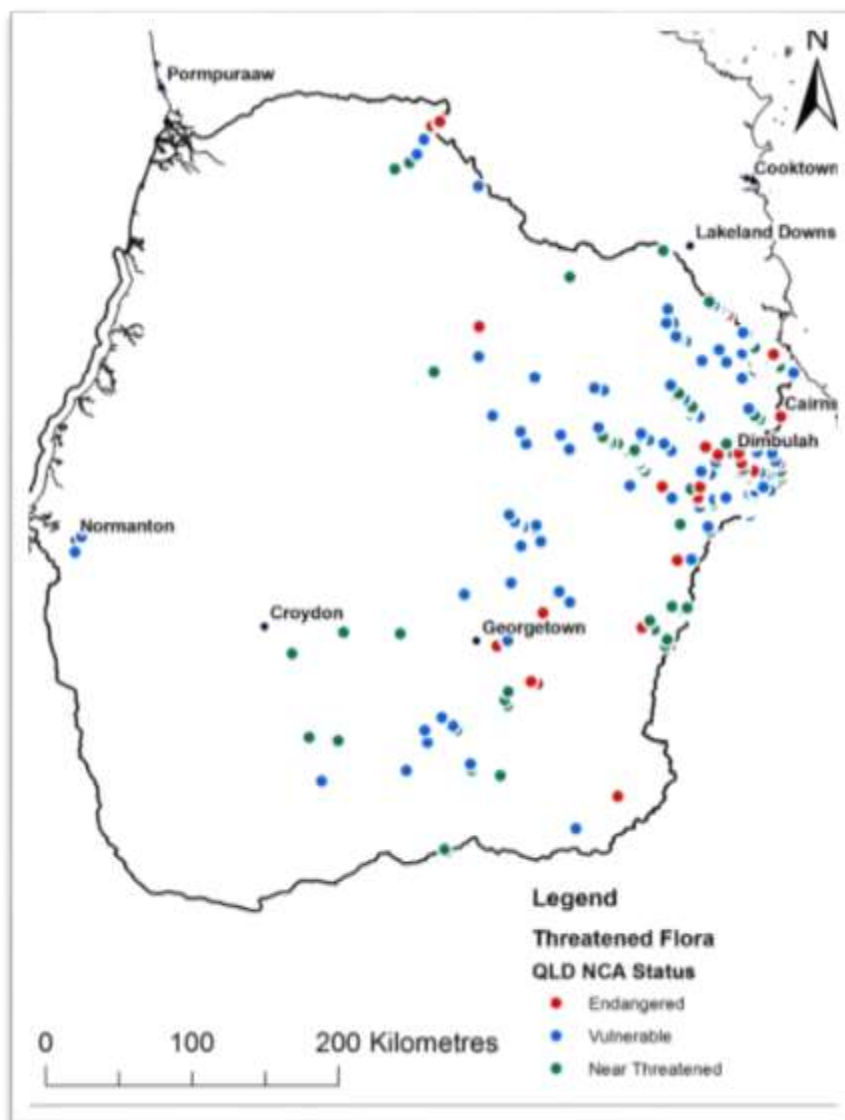 N
Pormpuraaw
Cooktown
Lakeland Downs
Cairns
Dimbulah
Normanton
Croydon
Georgetown
Legend
Threatened Flora
QLD NCA Status
Endangered
Vulnerable
Near Threatened
0 100 200 Kilometres